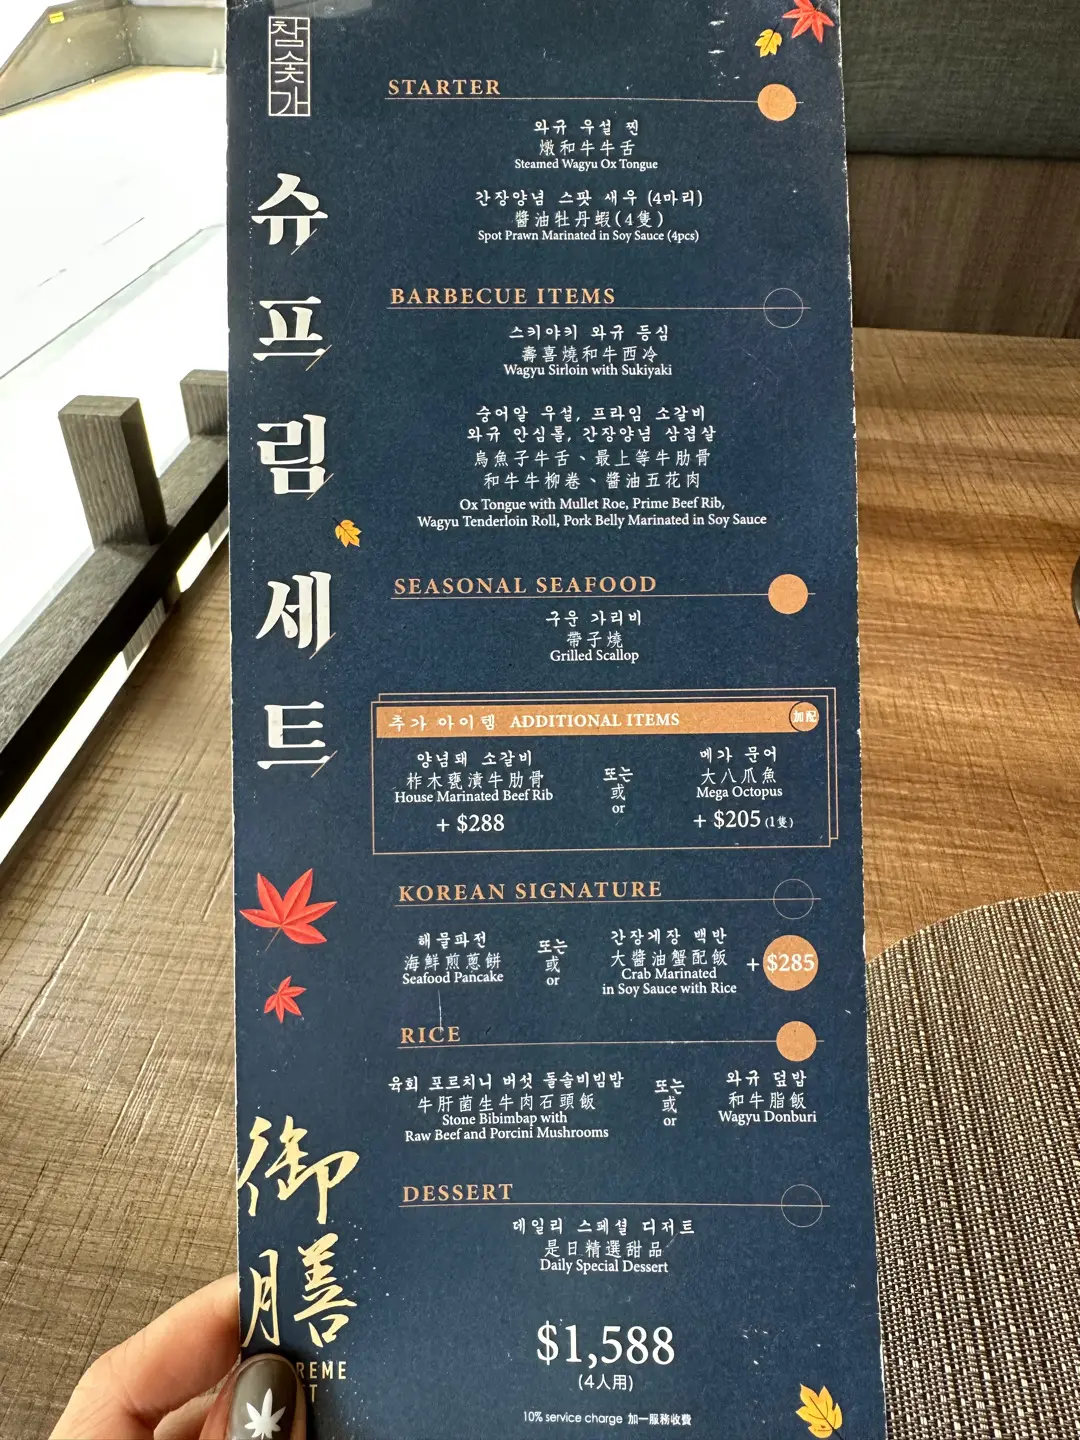 참숯가
슈프림 세트
御膳
REME
T
STARTER
와규 우설 찐
燉和牛牛舌
Steamed Wagyu Ox Tongue
간장양념 스팟 새우 (4마리)
醬油牡丹蝦(4隻)
Spot Prawn Marinated in Soy Sauce (4pcs)
BARBECUE ITEMS
스키야키 와규 등심
壽喜燒和牛西冷
Wagyu Sirloin with Sukiyaki
숭어알 우설, 프라임 소갈비
와규 안심롤, 간장양념 삼겹살
烏魚子牛舌、最上等牛肋骨
和牛牛柳卷、醬油五花肉
Ox Tongue with Mullet Roe, Prime Beef Rib,
Wagyu Tenderloin Roll, Pork Belly Marinated in Soy Sauce
SEASONAL SEAFOOD
구운 가리비
帶子燒
Grilled Scallop
추가 아이템 ADDITIONAL ITEMS 加配
양념돼 소갈비
柞木甕漬牛肋骨
House Marinated Beef Rib
+ $288
또는
或
or
메가 문어
大八爪魚
Mega Octopus
+ $205 (1隻)
KOREAN SIGNATURE
해물파전
海鮮煎蔥餅
Seafood Pancake
또는
或
or
간장게장 백반
大醬油蟹配飯
Crab Marinated
in Soy Sauce with Rice
+ $285
RICE
육회 포르치니 버섯 돌솥비빔밥
牛肝菌生牛肉石頭飯
Stone Bibimbap with
Raw Beef and Porcini Mushrooms
또는
或
or
와규 덮밥
和牛脂飯
Wagyu Donburi
DESSERT
데일리 스페셜 디저트
是日精選甜品
Daily Special Dessert
$1,588
(4人用)
10% service charge 加一服務收費